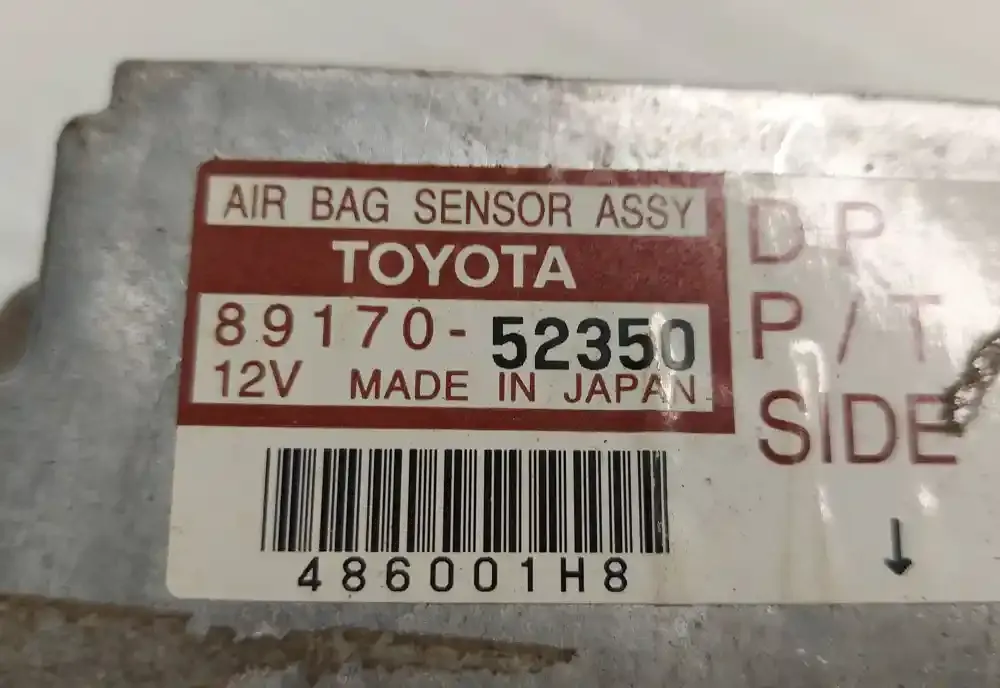 AIR BAG SENSOR ASSY
TOYOTA
89170-52350
12V MADE IN JAPAN
486001H8
D P
P / T
SIDE